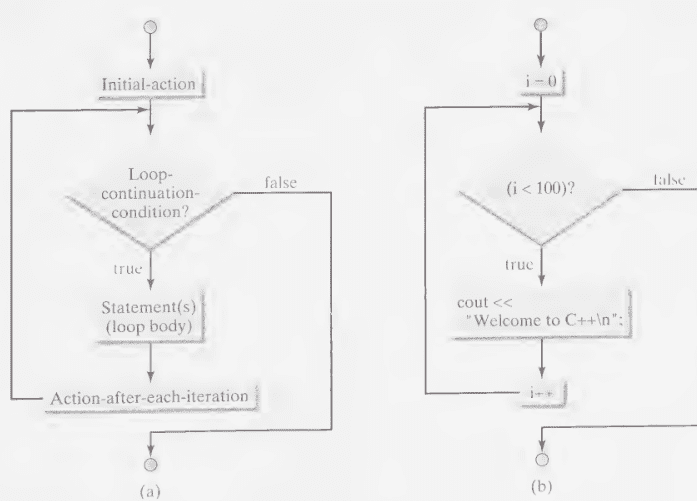 Initial-action
Loop-
continuation-
condition?
false
true
Statement(s)
(loop body)
Action-after-each-iteration
(a)
i = 0
(i < 100)?
false
true
cout <<
"Welcome to C++\n";
i++
(b)